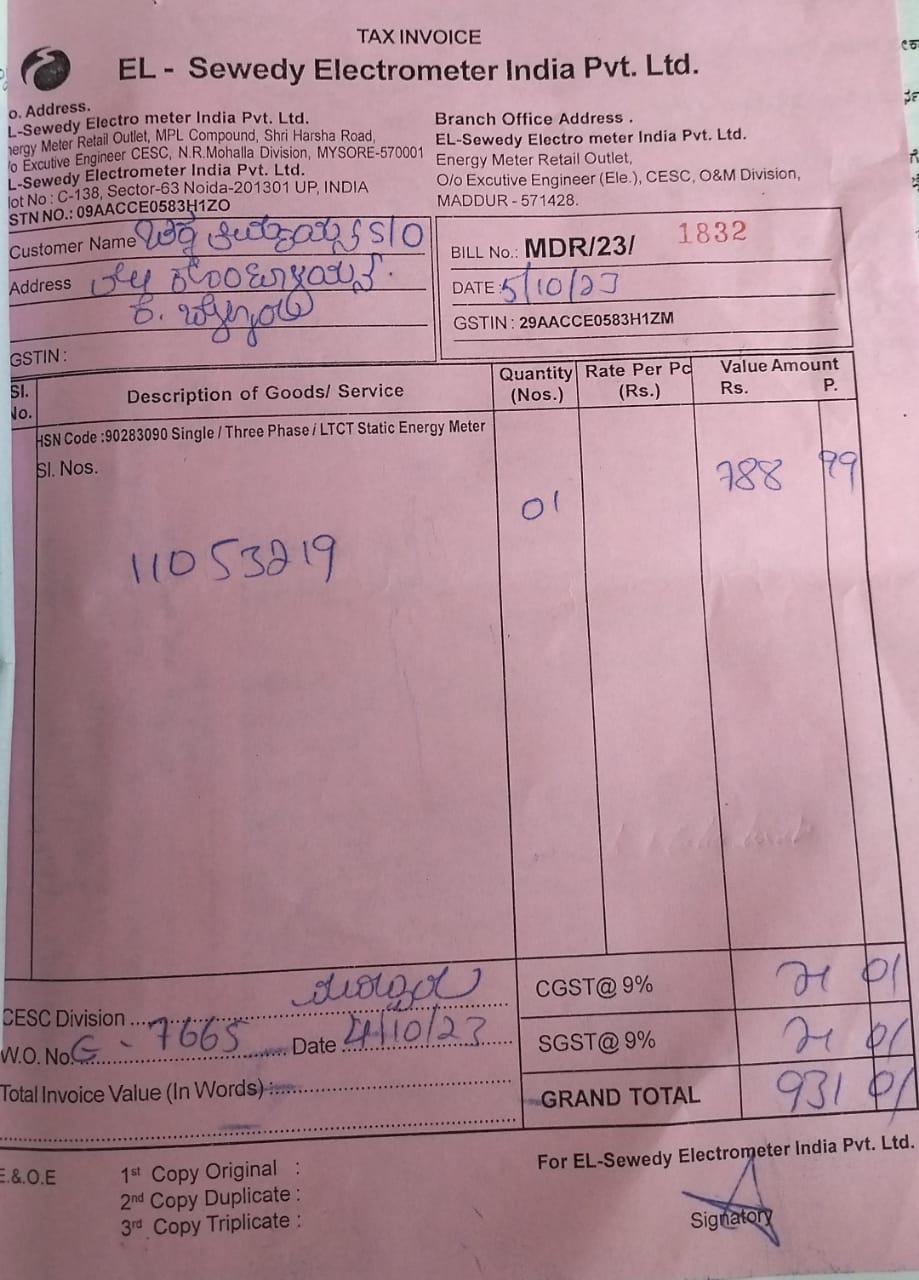 TAX INVOICE
EL - Sewedy Electrometer India Pvt. Ltd.
o. Address.
L-Sewedy Electro meter India Pvt. Ltd.
nergy Meter Retail Outlet, MPL Compound, Shri Harsha Road,
/o Excutive Engineer CESC, N.R.Mohalla Division, MYSORE-570001
L-Sewedy Electrometer India Pvt. Ltd.
lot No : C-138, Sector-63 Noida-201301 UP, INDIA
STN NO.: 09AACCE0583H1ZO
Branch Office Address .
EL-Sewedy Electro meter India Pvt. Ltd.
Energy Meter Retail Outlet,
O/o Excutive Engineer (Ele.), CESC, O&M Division,
MADDUR - 571428.
Customer Name S/O
Address
GSTIN :
BILL No.: MDR/23/ 1832
DATE : 5/10/23
GSTIN : 29AACCE0583H1ZM
Sl. No. Description of Goods/ Service Quantity (Nos.) Rate Per Pc (Rs.) Value Amount Rs. P.
HSN Code :90283090 Single / Three Phase / LTCT Static Energy Meter
Sl. Nos.
01 788 99
11053219
CESC Division
W.O. No. G - 7665 Date 4/10/23
Total Invoice Value (In Words) :
CGST@ 9% 71 01
SGST@ 9% 71 01
GRAND TOTAL 931 01
E.&.O.E
1st Copy Original :
2nd Copy Duplicate :
3rd Copy Triplicate :
For EL-Sewedy Electrometer India Pvt. Ltd.
Signatory